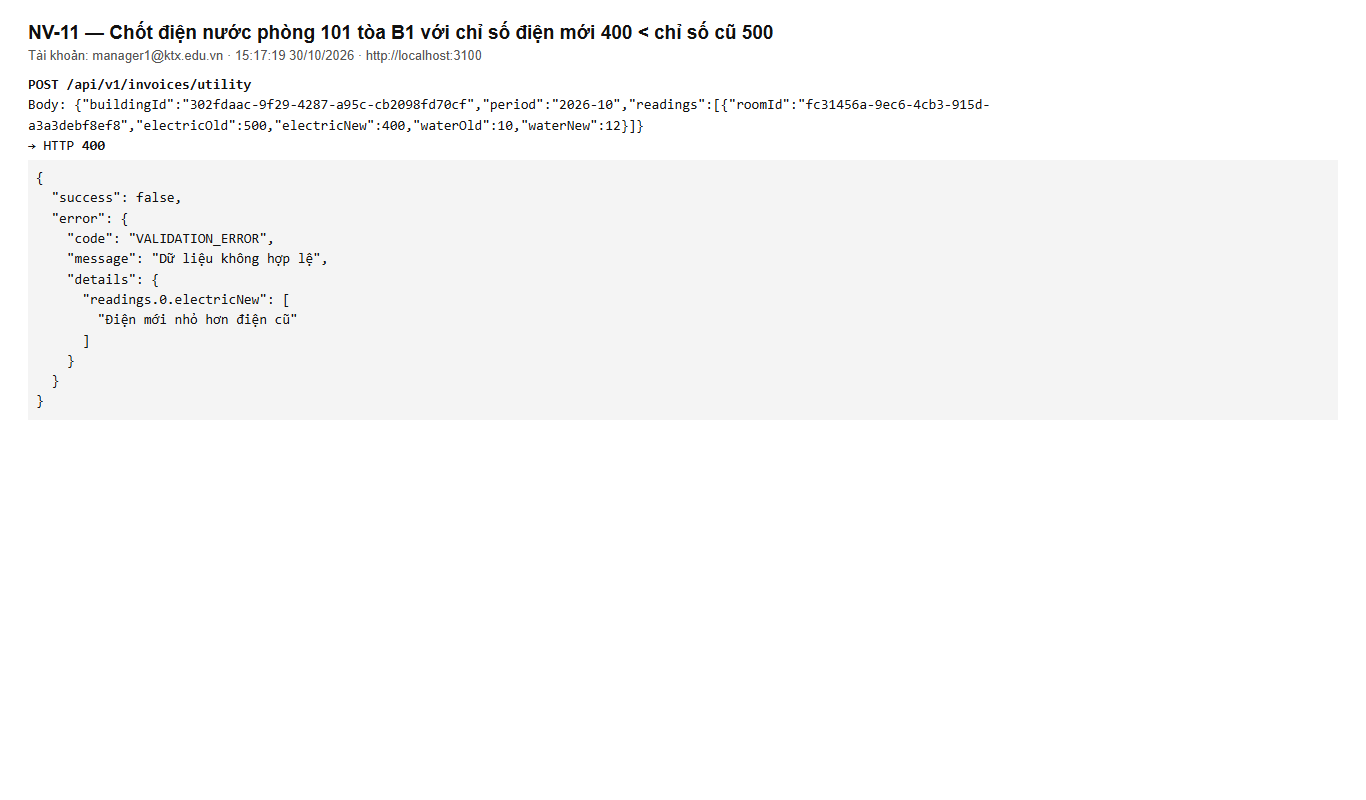 NV-11 — Chốt điện nước phòng 101 tòa B1 với chỉ số điện mới 400 < chỉ số cũ 500
Tài khoản: manager1@ktx.edu.vn · 15:17:19 30/10/2026 · http://localhost:3100
POST /api/v1/invoices/utility
Body: {"buildingId":"302fdaac-9f29-4287-a95c-cb2098fd70cf","period":"2026-10","readings":[{"roomId":"fc31456a-9ec6-4cb3-915d-
a3a3debf8ef8","electricOld":500,"electricNew":400,"waterOld":10,"waterNew":12}]}
→ HTTP 400
{
  "success": false,
  "error": {
    "code": "VALIDATION_ERROR",
    "message": "Dữ liệu không hợp lệ",
    "details": {
      "readings.0.electricNew": [
        "Điện mới nhỏ hơn điện cũ"
      ]
    }
  }
}